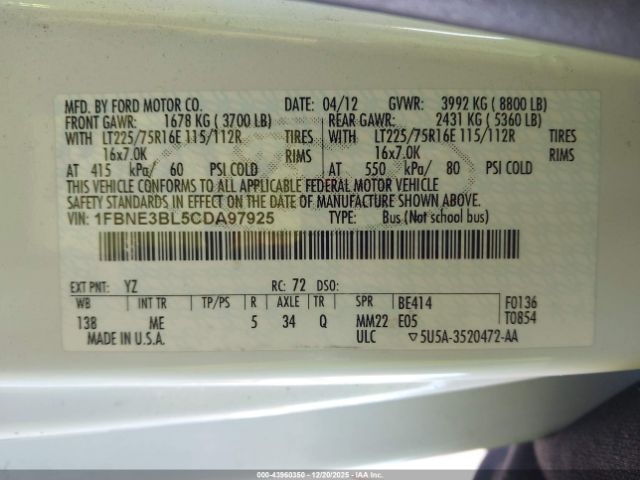 MFD. BY FORD MOTOR CO. DATE: 04/12 GVWR: 3992 KG ( 8800 LB)
FRONT GAWR: 1678 KG ( 3700 LB) REAR GAWR: 2431 KG ( 5360 LB)
WITH LT225/75R16E 115/112R TIRES WITH LT225/75R16E 115/112R TIRES
16x7.0K RIMS 16x7.0K RIMS
AT 415 kPa/ 60 PSI COLD AT 550 kPa/ 80 PSI COLD
THIS VEHICLE CONFORMS TO ALL APPLICABLE FEDERAL MOTOR VEHICLE
SAFETY STANDARDS IN EFFECT ON THE DATE OF MANUFACTURE SHOWN ABOVE.
VIN: 1FBNE3BL5CDA97925 TYPE: Bus (Not school bus)
EXT PNT: YZ RC: 72 DSO:
WB INT TR TP/PS R AXLE TR SPR BE414 F0136
138 ME 5 34 Q MM22 E05 T0854
MADE IN U.S.A. ULC ▽5U5A-3520472-AA
000-43960350 - 12/20/2025 - IAA Inc.